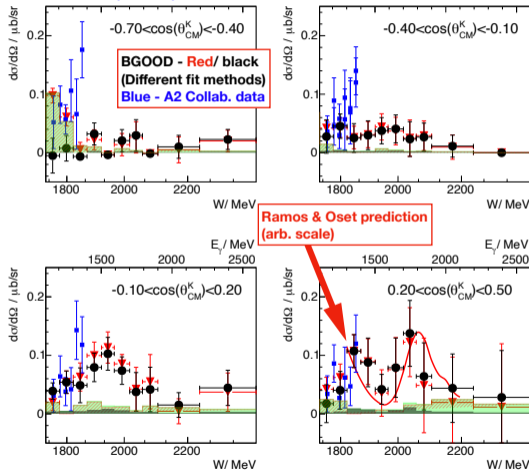 -0.70<cos(θ^K_CM)<-0.40
-0.40<cos(θ^K_CM)<-0.10
dσ/dΩ / μb/sr
0.2
0.1
0
BGOOD - Red/ black
(Different fit methods)
Blue - A2 Collab. data
1800 2000 2200
W/ MeV
dσ/dΩ / μb/sr
0.2
0.1
0
1800 2000 2200
W/ MeV
Ramos & Oset prediction
(arb. scale)
E_γ/ MeV
1500 2000
-0.10<cos(θ^K_CM)<0.20
dσ/dΩ / μb/sr
0.2
0.1
0
1800 2000 2200
W/ MeV
E_γ/ MeV
1500 2000 2400
0.20<cos(θ^K_CM)<0.50
dσ/dΩ / μb/sr
0.2
0.1
0
1800 2000 2200
W/ MeV